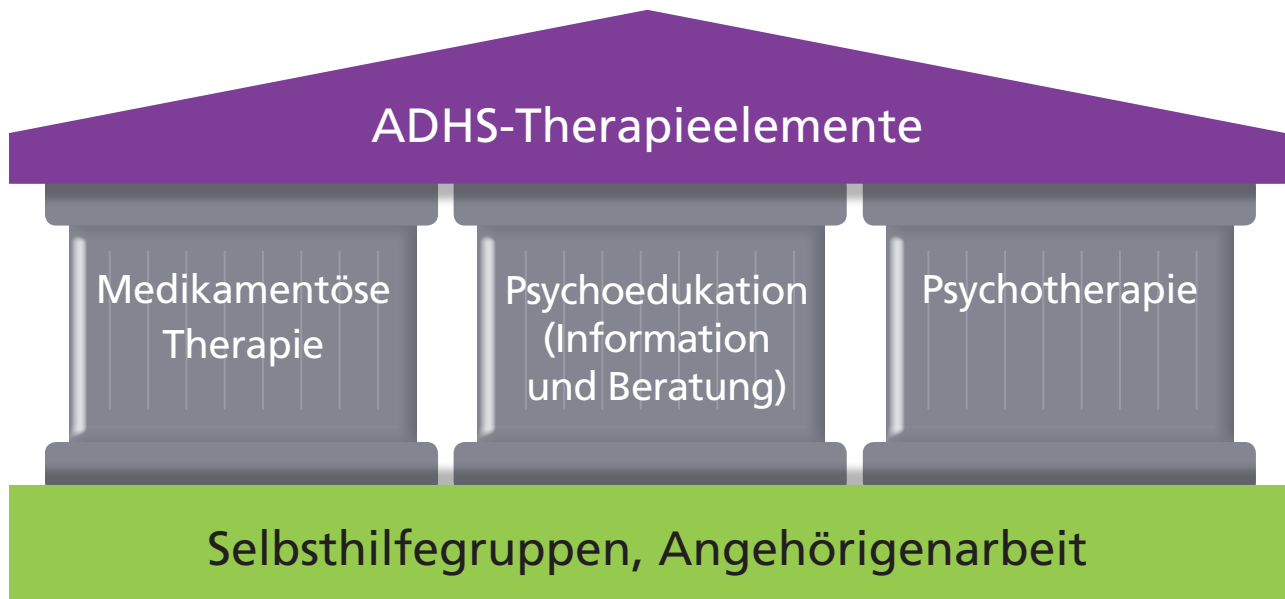 ADHS-Therapieelemente
Medikamentöse
Therapie
Psychoedukation
(Information
und Beratung)
Psychotherapie
Selbsthilfegruppen, Angehörigenarbeit